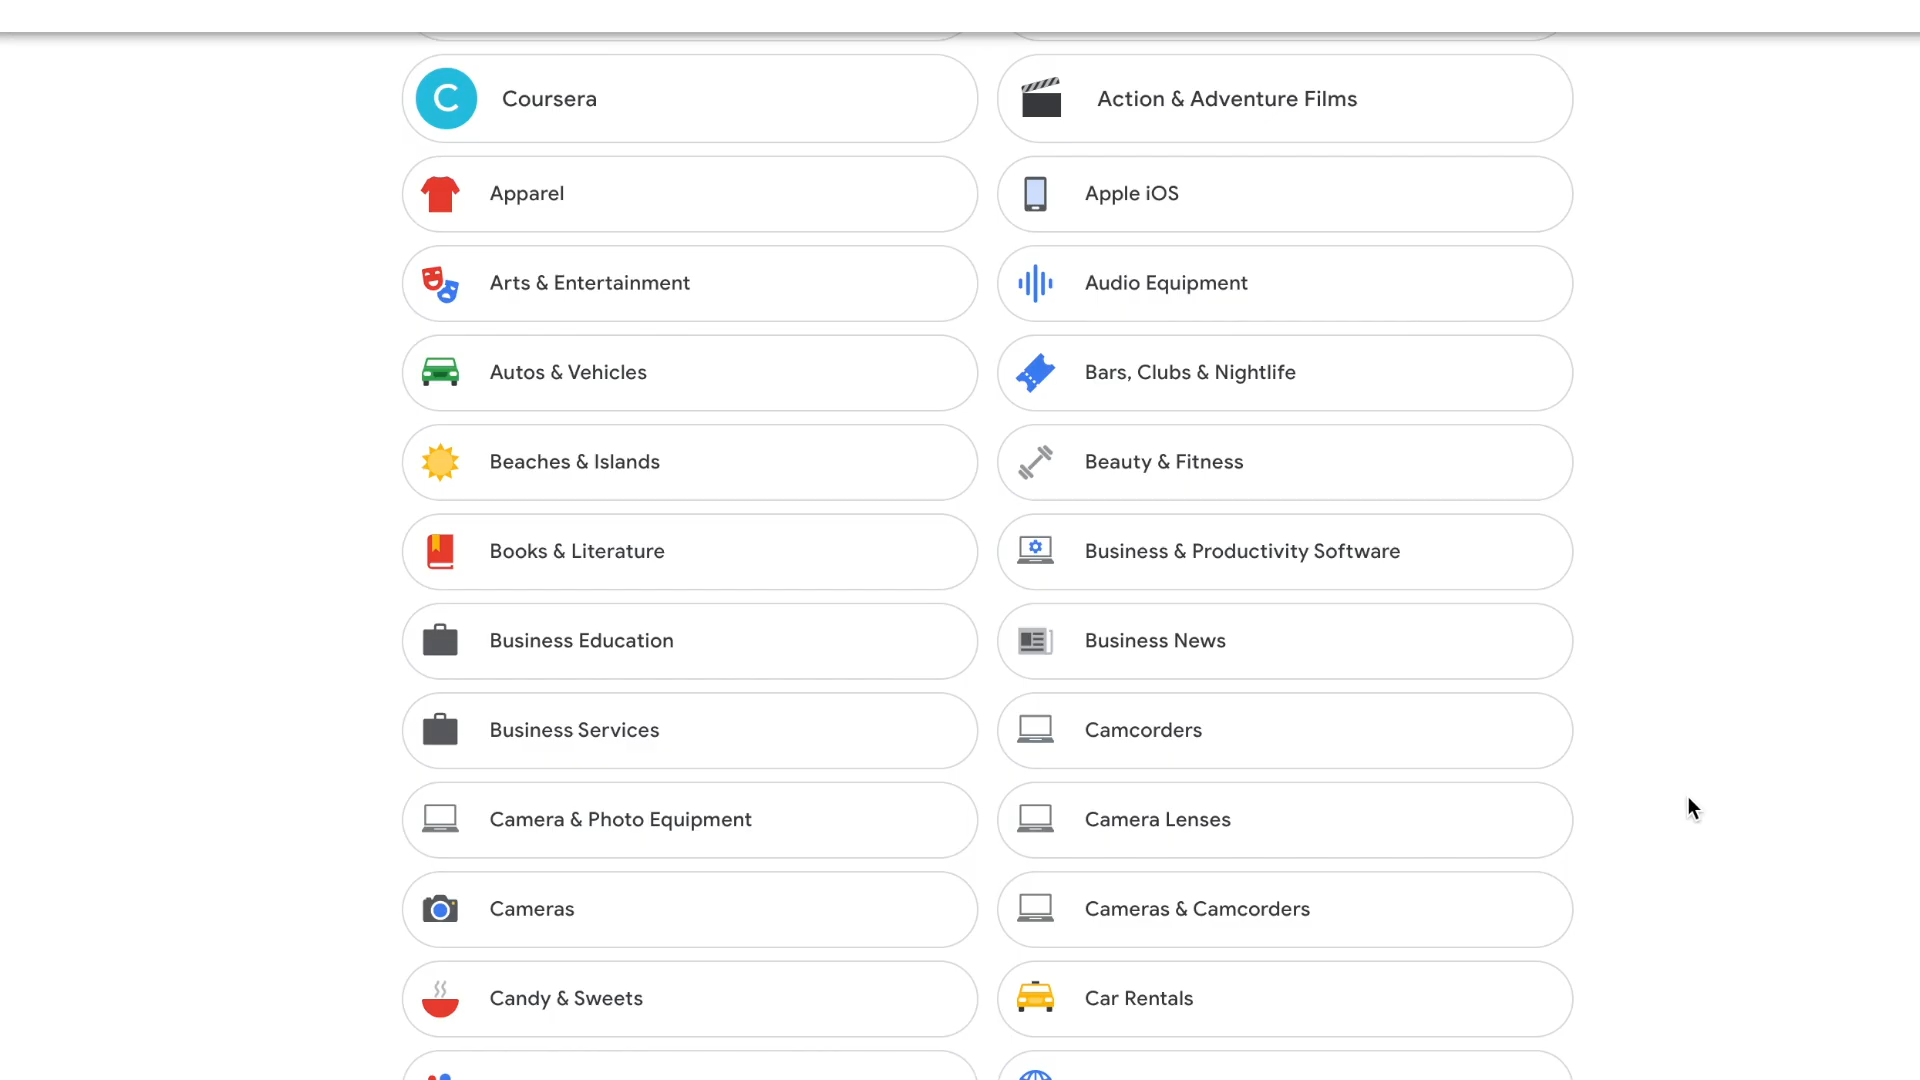 C Coursera
Action & Adventure Films
Apparel
Apple iOS
Arts & Entertainment
Audio Equipment
Autos & Vehicles
Bars, Clubs & Nightlife
Beaches & Islands
Beauty & Fitness
Books & Literature
Business & Productivity Software
Business Education
Business News
Business Services
Camcorders
Camera & Photo Equipment
Camera Lenses
Cameras
Cameras & Camcorders
Candy & Sweets
Car Rentals